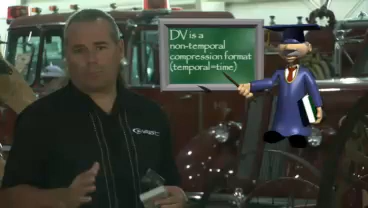 DV is a
non-temporal
compression format
(temporal=time)